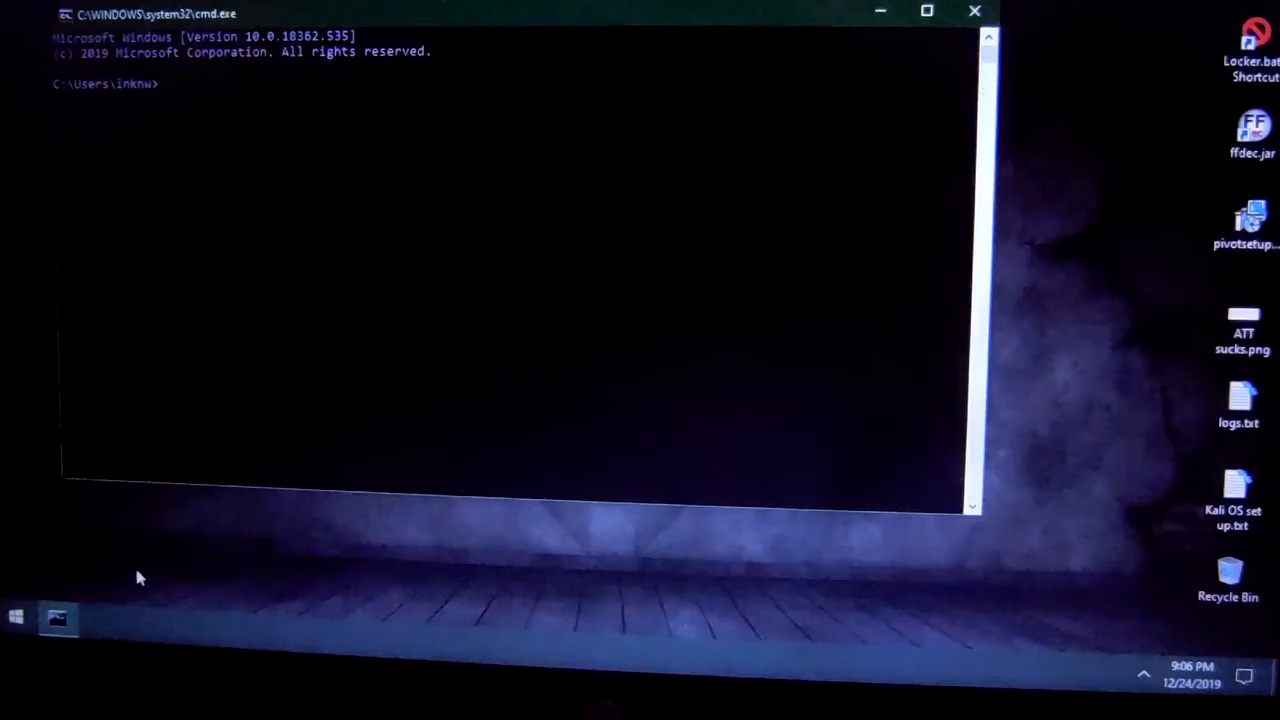 C:\WINDOWS\system32\cmd.exe
Microsoft Windows [Version 10.0.18362.535]
(c) 2019 Microsoft Corporation. All rights reserved.
C:\Users\inknw>
Locker.bat
Shortcut
FF
ffdec.jar
pivotsetup...
ATT
sucks.png
logs.txt
Kali OS set
up.txt
Recycle Bin
9:06 PM
12/24/2019